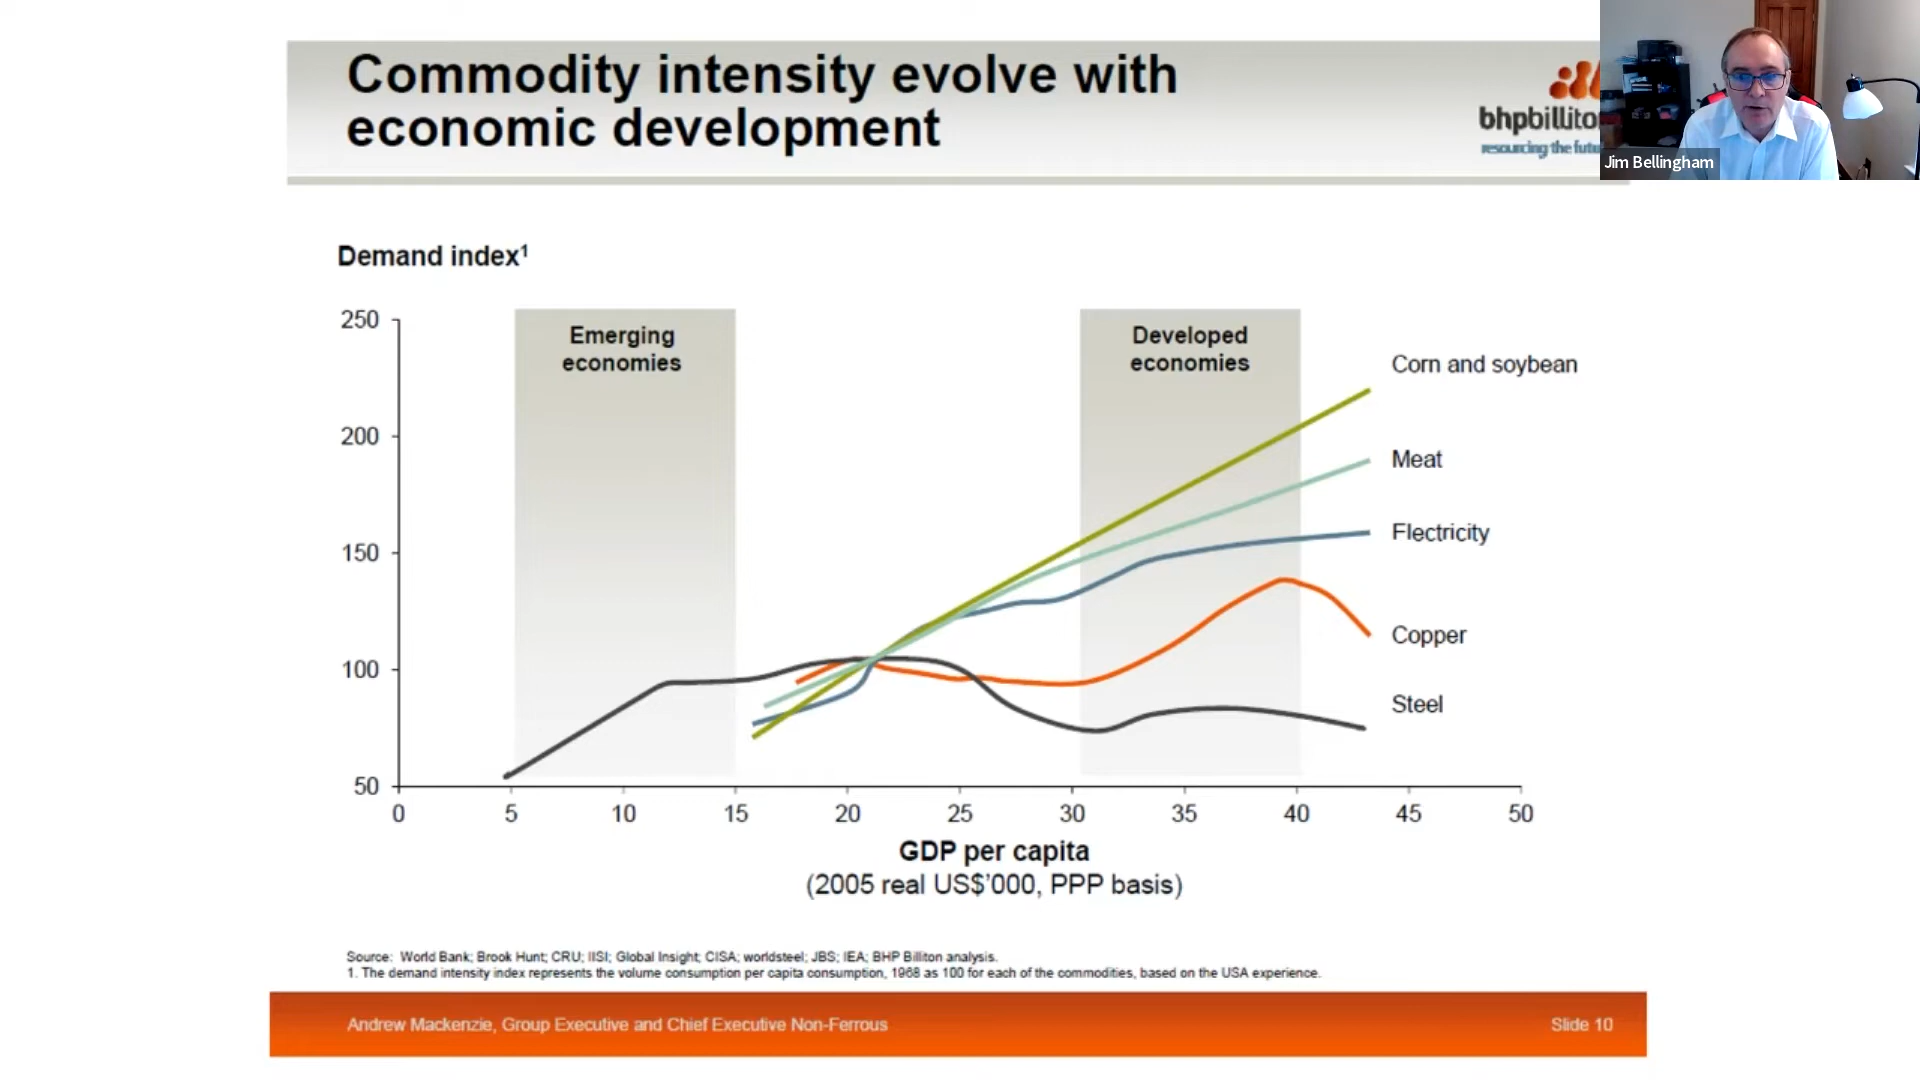 Commodity intensity evolve with
economic development
bhpbillito
resourcing the futu
Jim Bellingham
Demand index¹
250
200
150
100
50
Emerging
economies
Developed
economies
Corn and soybean
Meat
Flectricity
Copper
Steel
0 5 10 15 20 25 30 35 40 45 50
GDP per capita
(2005 real US$'000, PPP basis)
Source: World Bank; Brook Hunt; CRU; IISI; Global Insight; CISA; worldsteel; JBS; IEA; BHP Billiton analysis.
1. The demand intensity index represents the volume consumption per capita consumption, 1968 as 100 for each of the commodities, based on the USA experience.
Andrew Mackenzie, Group Executive and Chief Executive Non-Ferrous
Slide 10